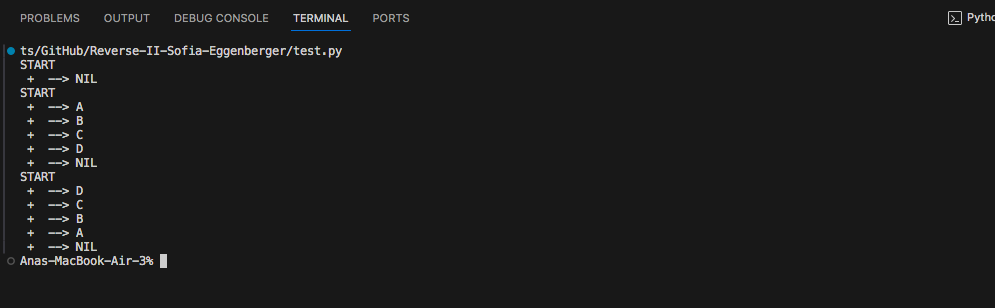 PROBLEMS OUTPUT DEBUG CONSOLE TERMINAL PORTS Pytho
ts/GitHub/Reverse-II-Sofia-Eggenberger/test.py
START
+ --> NIL
START
+ --> A
+ --> B
+ --> C
+ --> D
+ --> NIL
START
+ --> D
+ --> C
+ --> B
+ --> A
+ --> NIL
Anas-MacBook-Air-3%